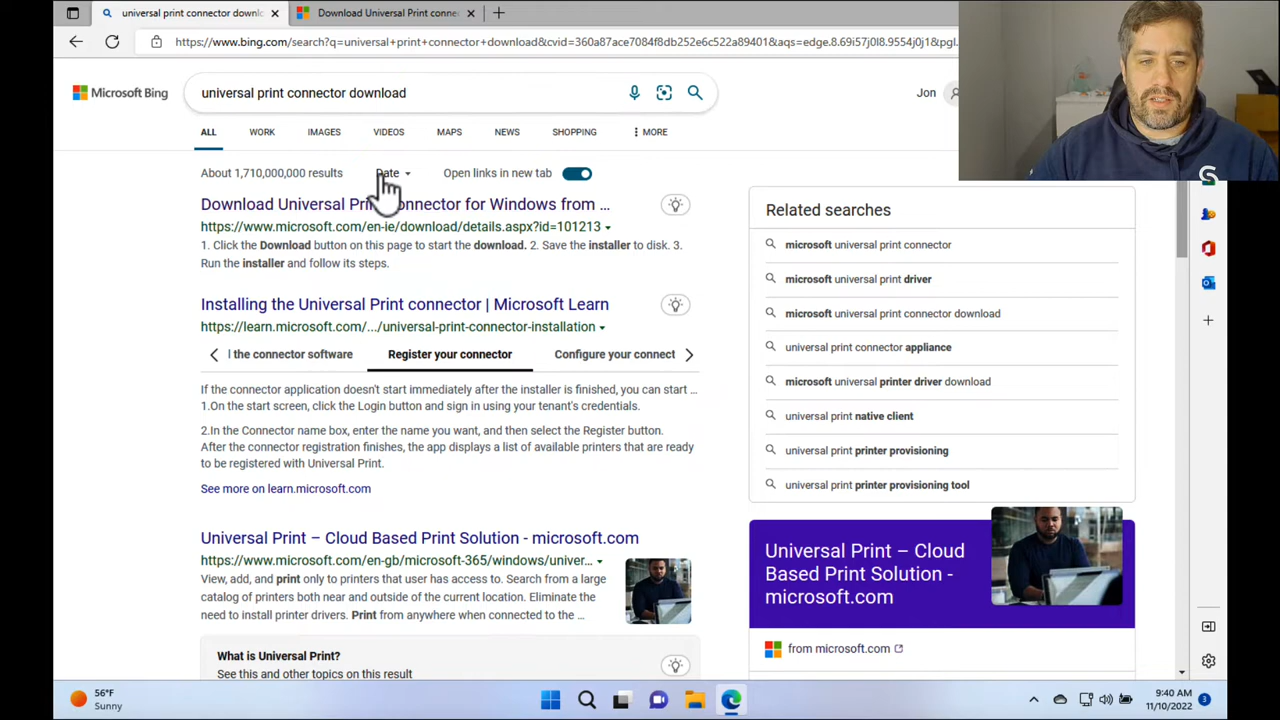 universal print connector downlo
Download Universal Print conne
https://www.bing.com/search?q=universal+print+connector+download&cvid=360a87ace7084f8db252e6c522a89401&aqs=edge.8.69i57j0l8.9554j0j1&pgl
Microsoft Bing
universal print connector download
Jon
ALL WORK IMAGES VIDEOS MAPS NEWS SHOPPING MORE
About 1,710,000,000 results Date Open links in new tab
Download Universal Print connector for Windows from ...
https://www.microsoft.com/en-ie/download/details.aspx?id=101213
1. Click the Download button on this page to start the download. 2. Save the installer to disk. 3.
Run the installer and follow its steps.
Installing the Universal Print connector | Microsoft Learn
https://learn.microsoft.com/.../universal-print-connector-installation
l the connector software Register your connector Configure your connect
If the connector application doesn't start immediately after the installer is finished, you can start ...
1.On the start screen, click the Login button and sign in using your tenant's credentials.
2.In the Connector name box, enter the name you want, and then select the Register button.
After the connector registration finishes, the app displays a list of available printers that are ready
to be registered with Universal Print.
See more on learn.microsoft.com
Universal Print – Cloud Based Print Solution - microsoft.com
https://www.microsoft.com/en-gb/microsoft-365/windows/univer...
View, add, and print only to printers that user has access to. Search from a large
catalog of printers both near and outside of the current location. Eliminate the
need to install printer drivers. Print from anywhere when connected to the ...
What is Universal Print?
See this and other topics on this result
Related searches
microsoft universal print connector
microsoft universal print driver
microsoft universal print connector download
universal print connector appliance
microsoft universal printer driver download
universal print native client
universal print printer provisioning
universal print printer provisioning tool
Universal Print – Cloud
Based Print Solution -
microsoft.com
from microsoft.com
56°F
Sunny
9:40 AM
11/10/2022
3